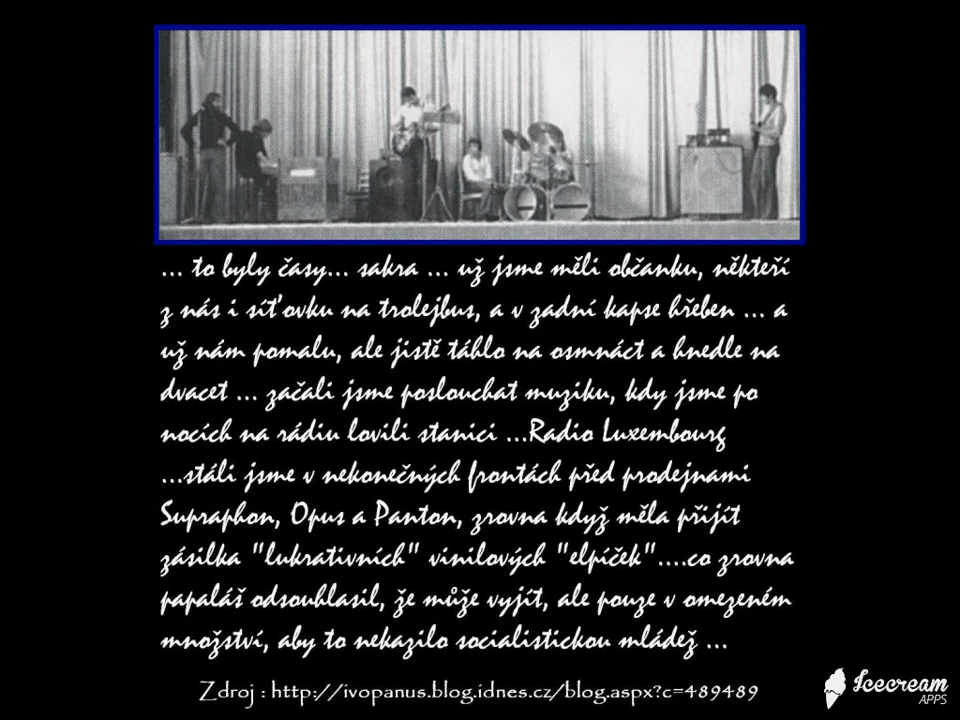 ... to byly časy... sakra ... už jsme měli občanku, někteří
z nás i síťovku na trolejbus, a v zadní kapse hřeben ... a
už nám pomalu, ale jistě táhlo na osmnáct a hnedle na
dvacet ... začali jsme poslouchat muziku, kdy jsme po
nocích na rádiu lovili stanici ...Radio Luxembourg
...stáli jsme v nekonečných frontách před prodejnami
Supraphon, Opus a Panton, zrovna když měla přijít
zásilka "lukrativních" vinilových "elpíček"....co zrovna
papaláš odsouhlasil, že může vyjít, ale pouze v omezeném
množství, aby to nekazilo socialistickou mládež ...
Zdroj : http://ivopanus.blog.idnes.cz/blog.aspx?c=489489
Icecream
APPS